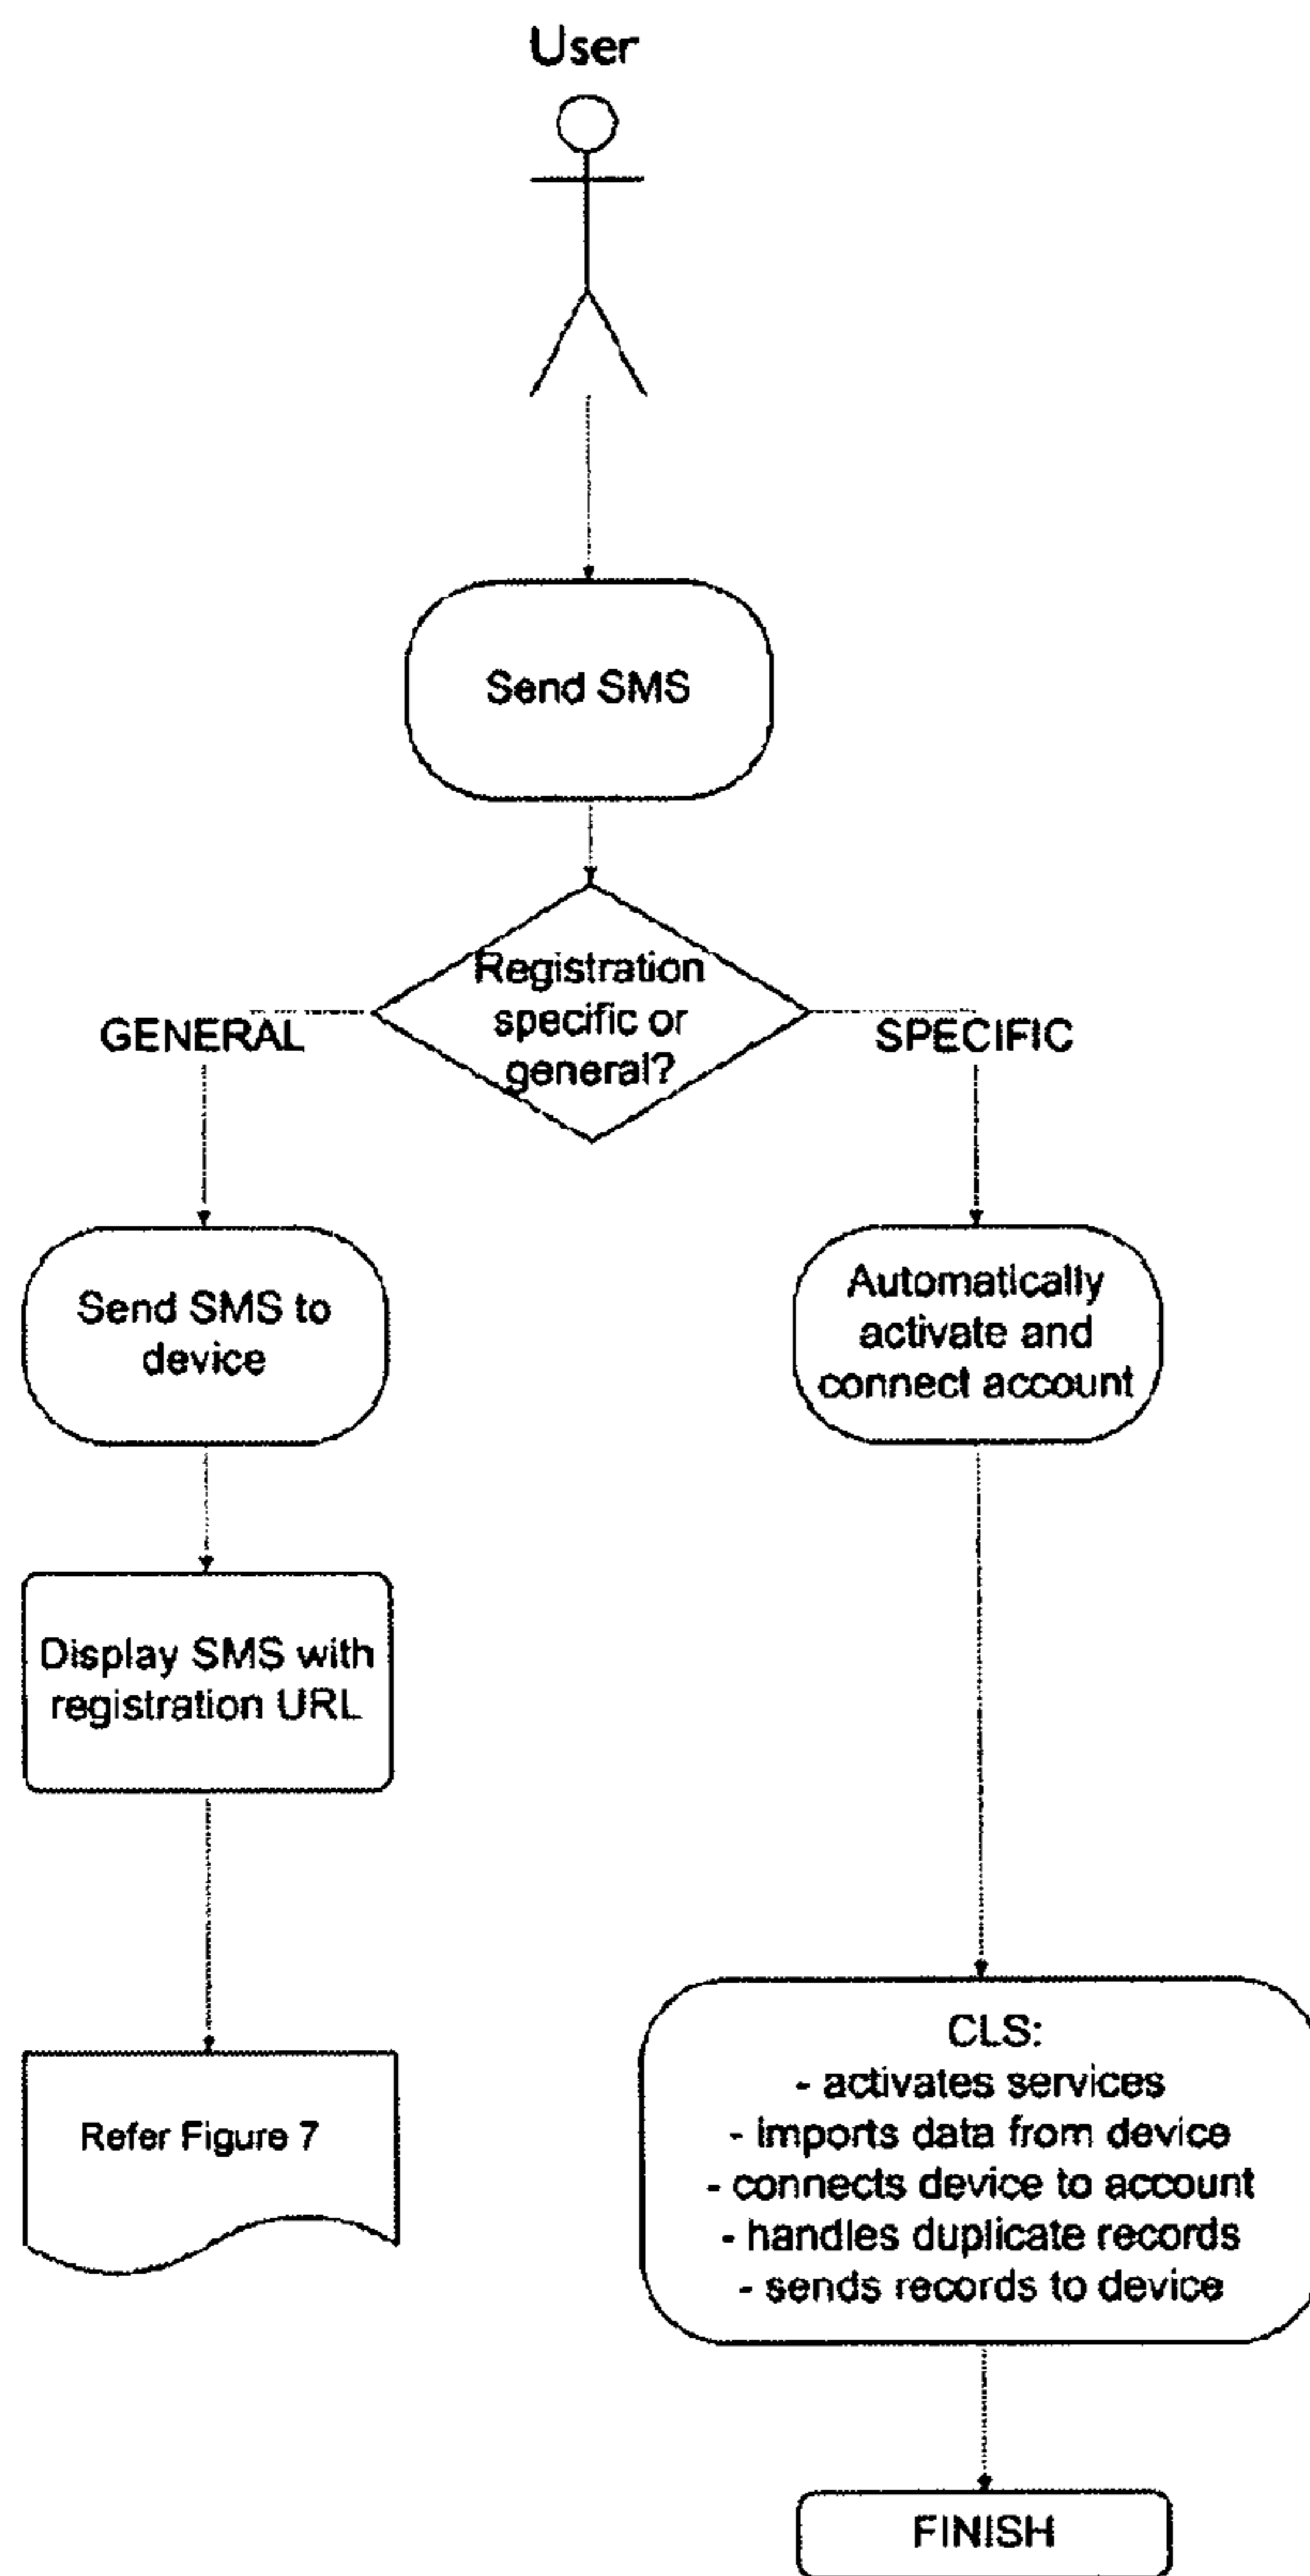 User
Send SMS
Registration
specific or
general?
GENERAL
SPECIFIC
Send SMS to
device
Automatically
activate and
connect account
Display SMS with
registration URL
Refer Figure 7
CLS:
- activates services
- imports data from device
- connects device to account
- handles duplicate records
- sends records to device
FINISH